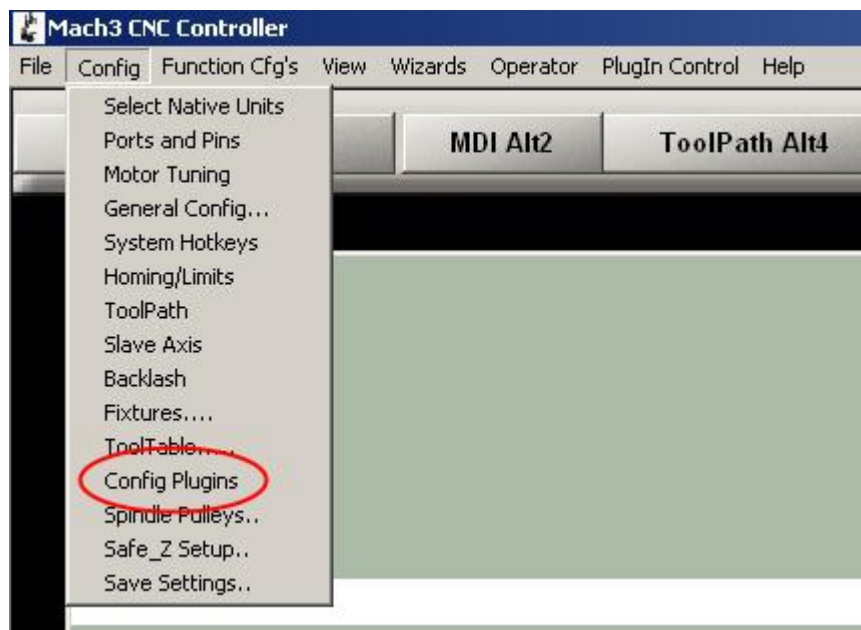 Mach3 CNC Controller
File Config Function Cfg's View Wizards Operator PlugIn Control Help
Select Native Units
Ports and Pins
Motor Tuning
General Config...
System Hotkeys
Homing/Limits
ToolPath
Slave Axis
Backlash
Fixtures....
ToolTable.....
Config Plugins
Spindle Pulleys..
Safe_Z Setup..
Save Settings..
MDI Alt2
ToolPath Alt4